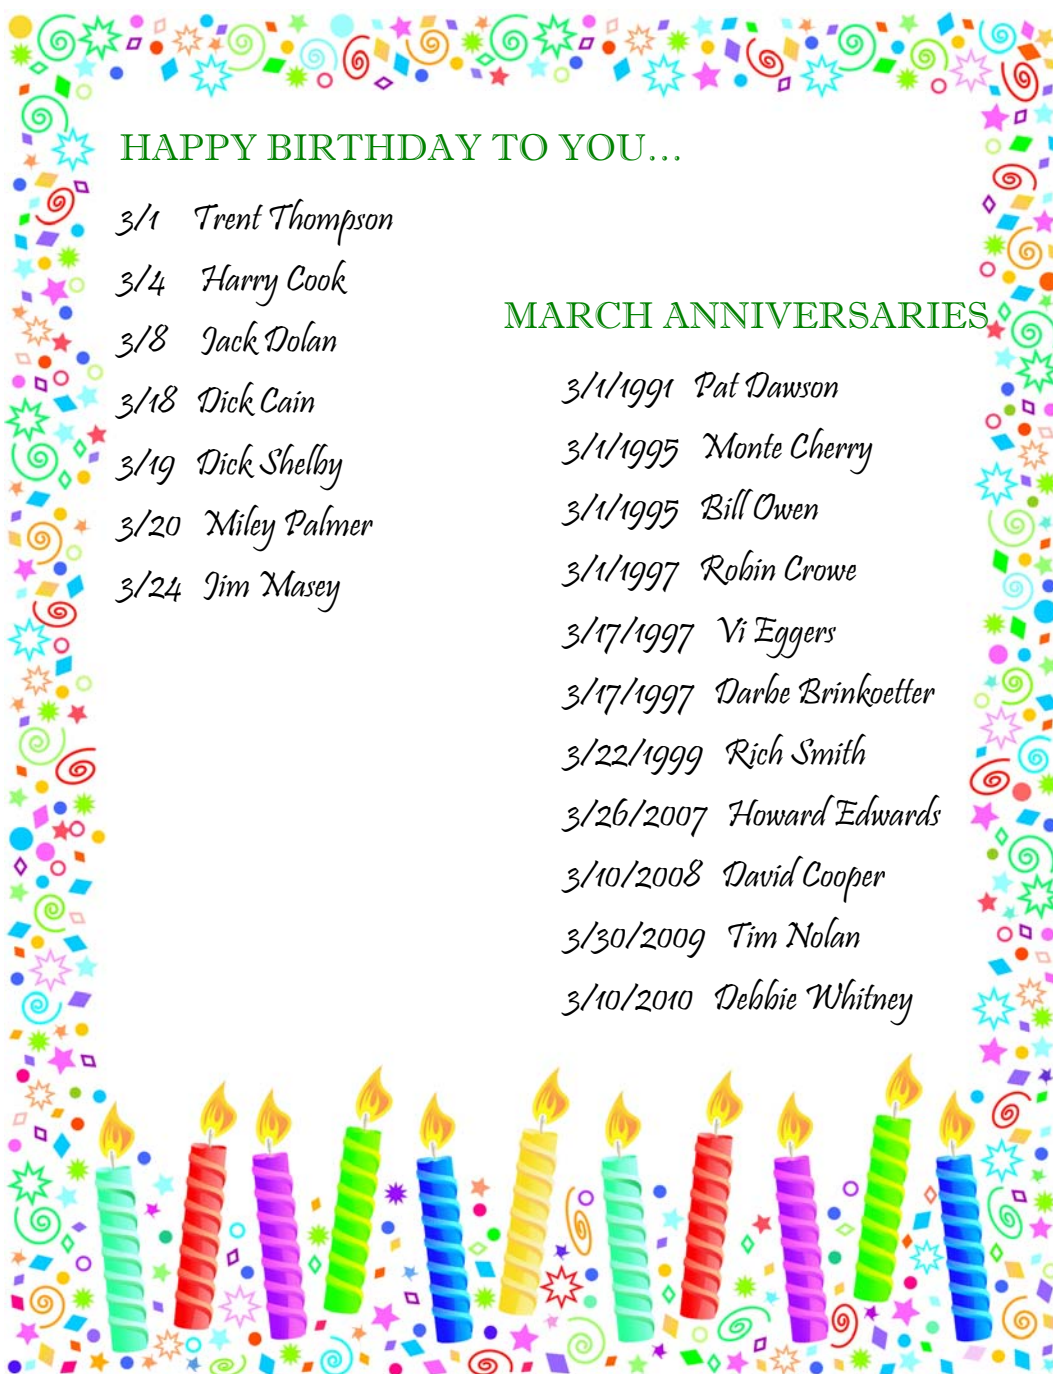 HAPPY BIRTHDAY TO YOU...
3/1 Trent Thompson
3/4 Harry Cook
3/8 Jack Dolan
3/18 Dick Cain
3/19 Dick Shelby
3/20 Miley Palmer
3/24 Jim Masey
MARCH ANNIVERSARIES
3/1/1991 Pat Dawson
3/1/1995 Monte Cherry
3/1/1995 Bill Owen
3/1/1997 Robin Crowe
3/17/1997 Vi Eggers
3/17/1997 Darbe Brinkoetter
3/22/1999 Rich Smith
3/26/2007 Howard Edwards
3/10/2008 David Cooper
3/30/2009 Tim Nolan
3/10/2010 Debbie Whitney